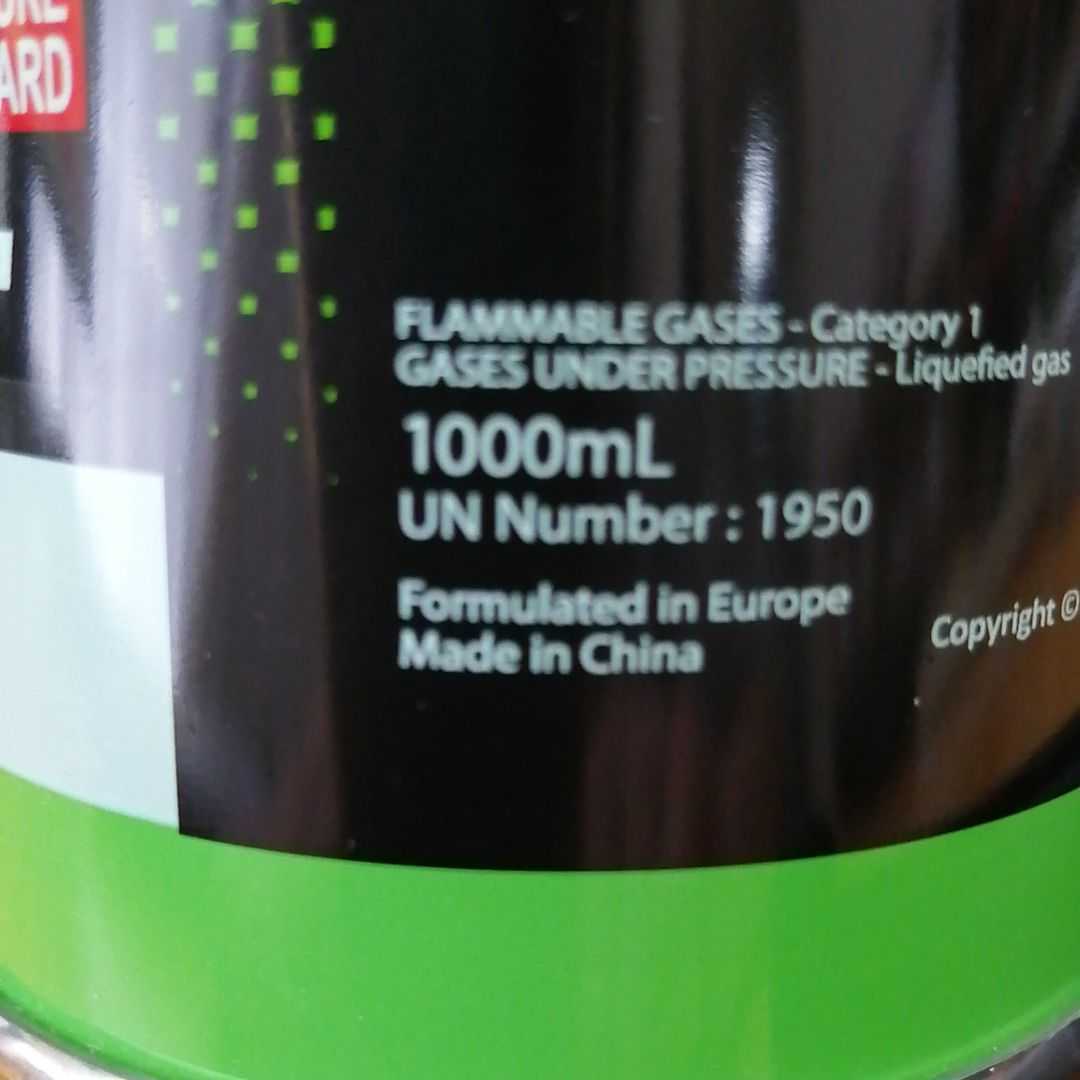 ARD
FLAMMABLE GASES - Category 1
GASES UNDER PRESSURE - Liquefied gas
1000mL
UN Number : 1950
Formulated in Europe
Made in China
Copyright ©